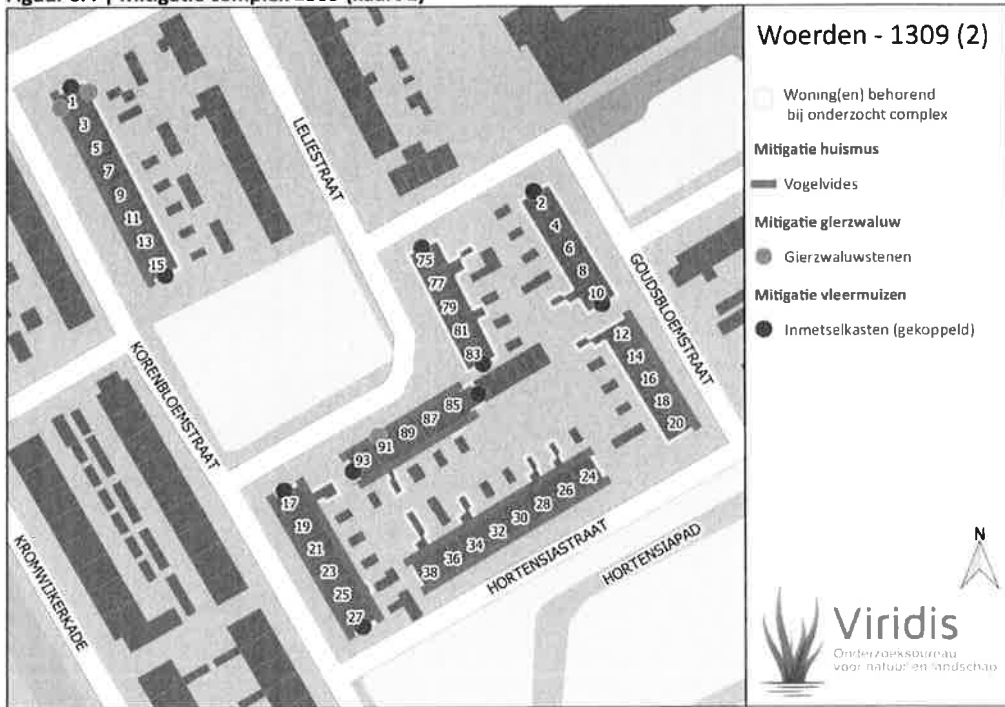 Woerden - 1309 (2)
Woning(en) behorend
bij onderzocht complex
Mitigatie huismus
Vogelvides
Mitigatie gierzwaluw
Gierzwaluwstenen
Mitigatie vleermuizen
Inmetselkasten (gekoppeld)
N
Viridis
Onderzoeksbureau
voor natuur en landschap
LELIESTRAAT
GOUDSBLOEMSTRAAT
KORENBLOEMSTRAAT
KROMWIJKERKADE
HORTENSIASTRAAT
HORTENSIAPAD
1
3
5
7
9
11
13
15
2
4
6
8
10
12
14
16
18
20
75
77
79
81
83
85
87
89
91
93
17
19
21
23
25
27
24
26
28
30
32
34
36
38